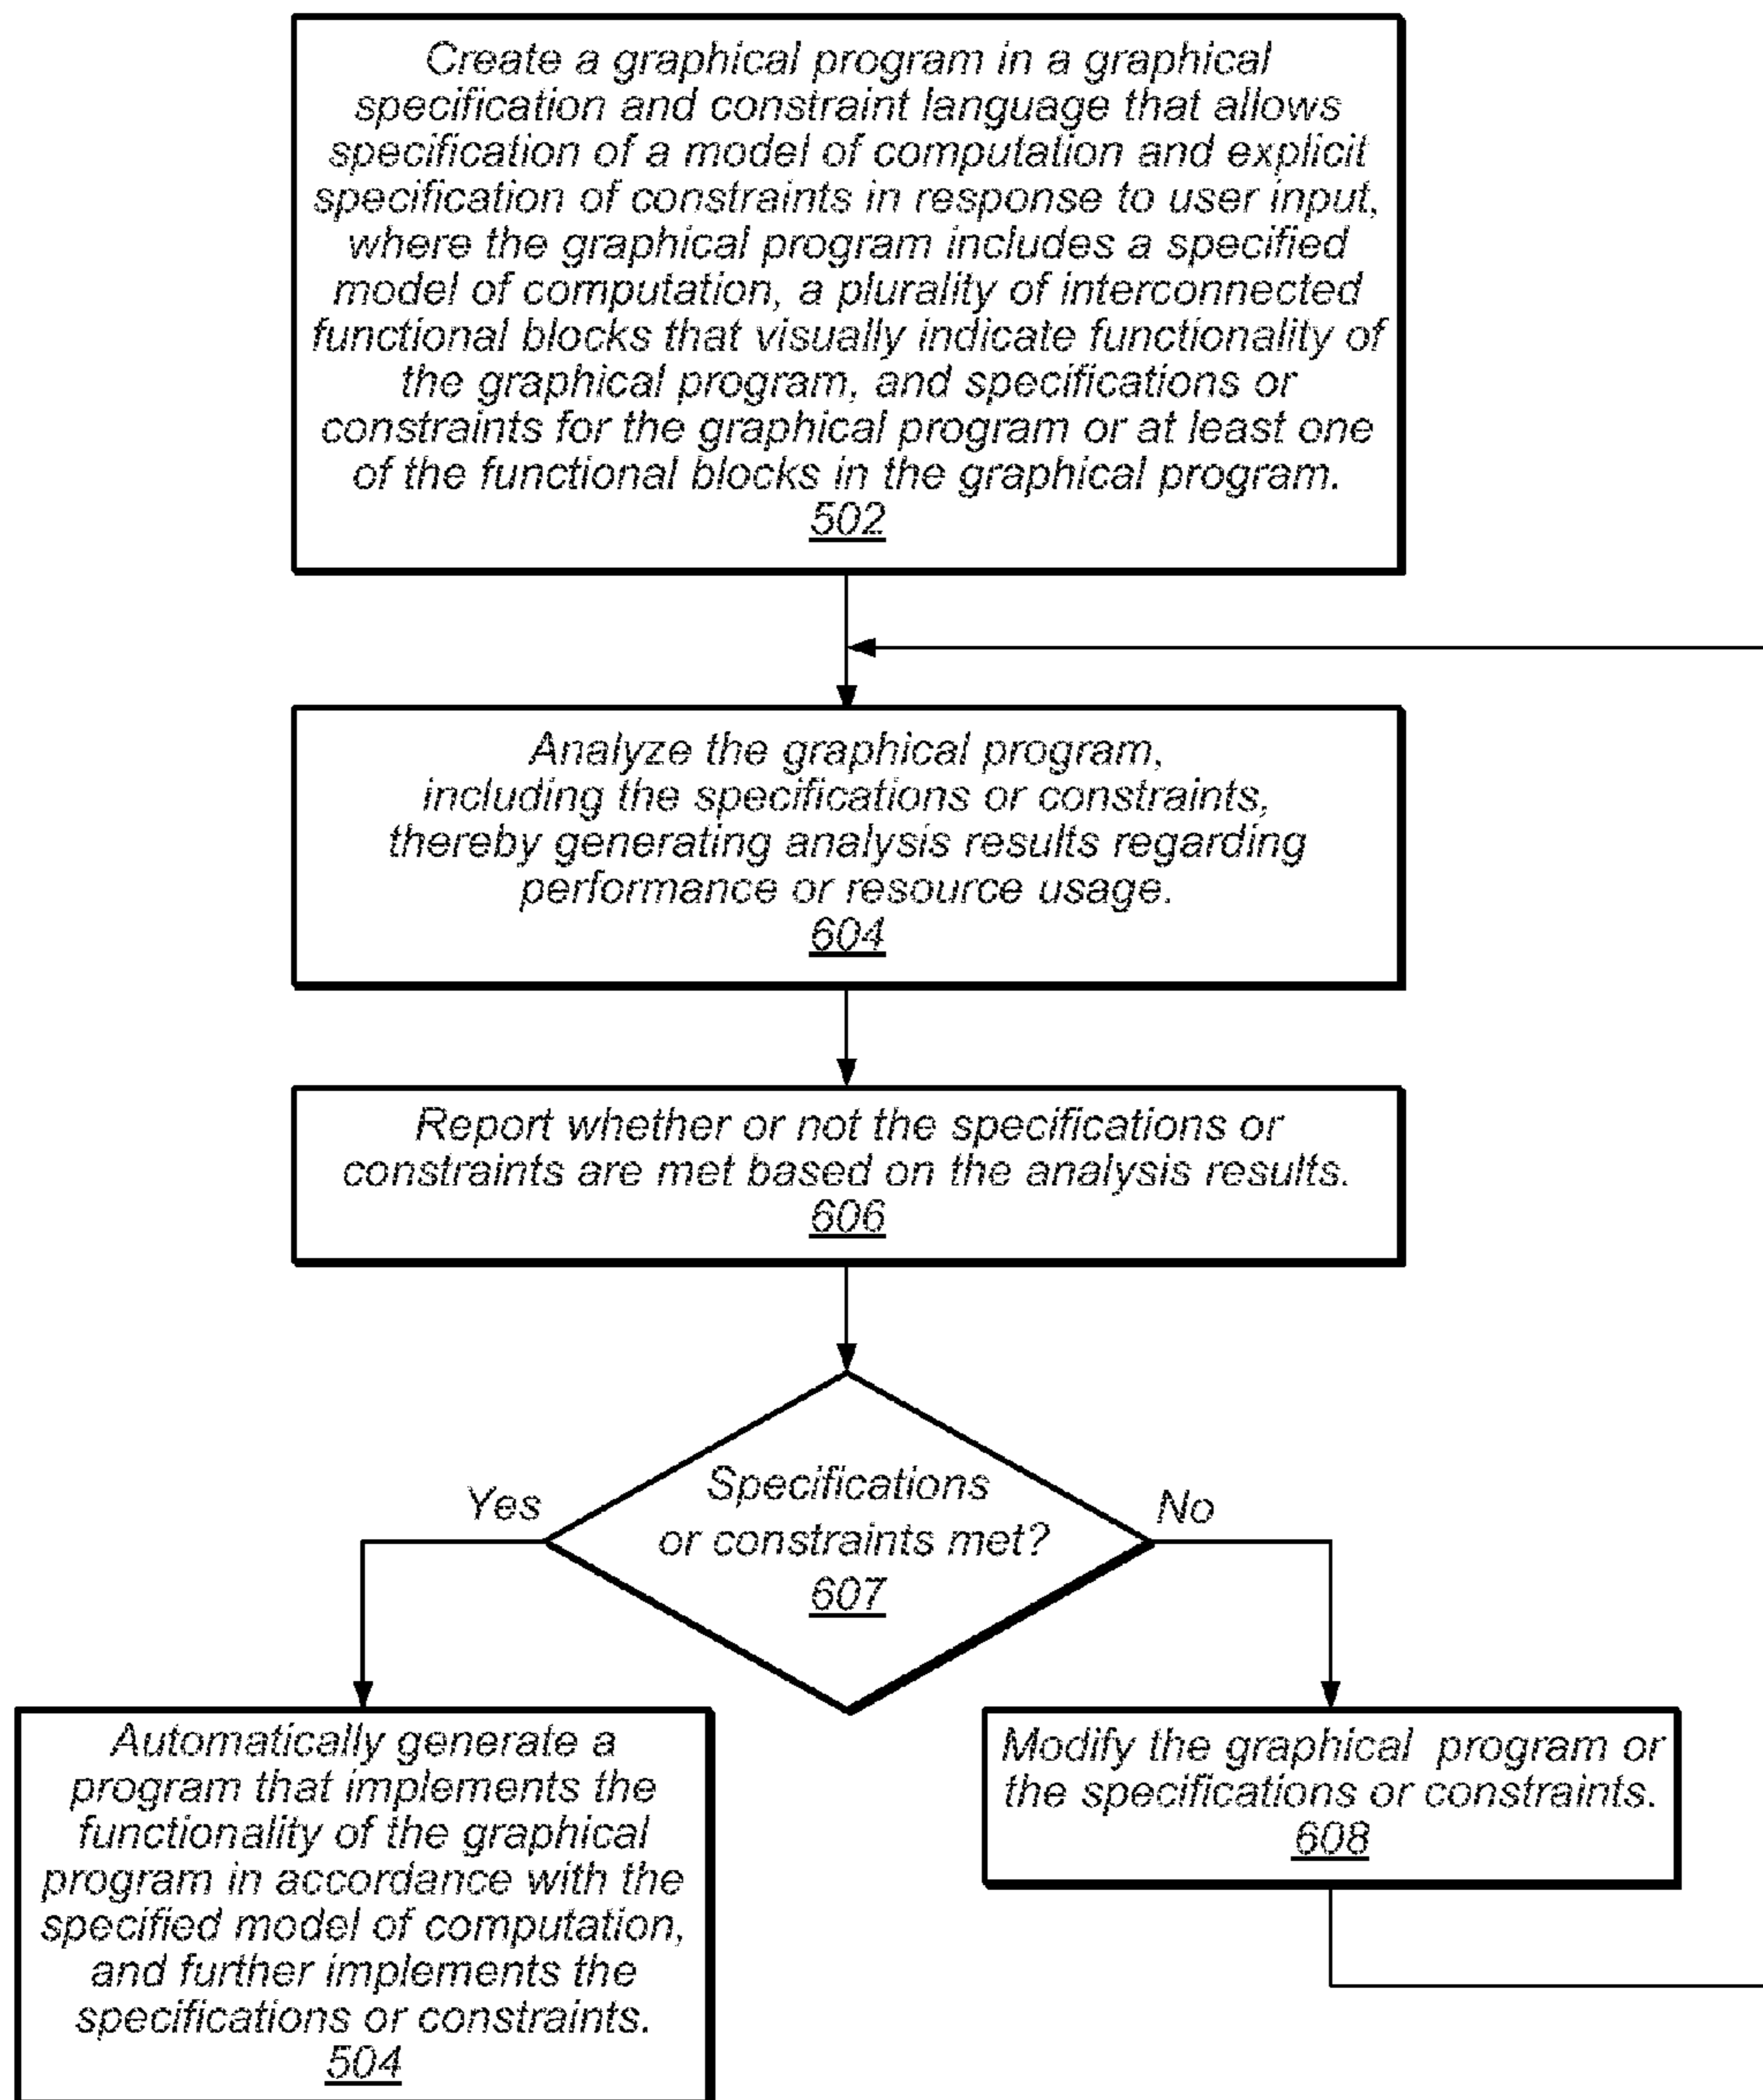 Create a graphical program in a graphical
specification and constraint language that allows
specification of a model of computation and explicit
specification of constraints in response to user input,
where the graphical program includes a specified
model of computation, a plurality of interconnected
functional blocks that visually indicate functionality of
the graphical program, and specifications or
constraints for the graphical program or at least one
of the functional blocks in the graphical program.
502
Analyze the graphical program,
including the specifications or constraints,
thereby generating analysis results regarding
performance or resource usage.
604
Report whether or not the specifications or
constraints are met based on the analysis results.
606
Specifications
or constraints met?
607
Yes
No
Automatically generate a
program that implements the
functionality of the graphical
program in accordance with the
specified model of computation,
and further implements the
specifications or constraints.
504
Modify the graphical program or
the specifications or constraints.
608